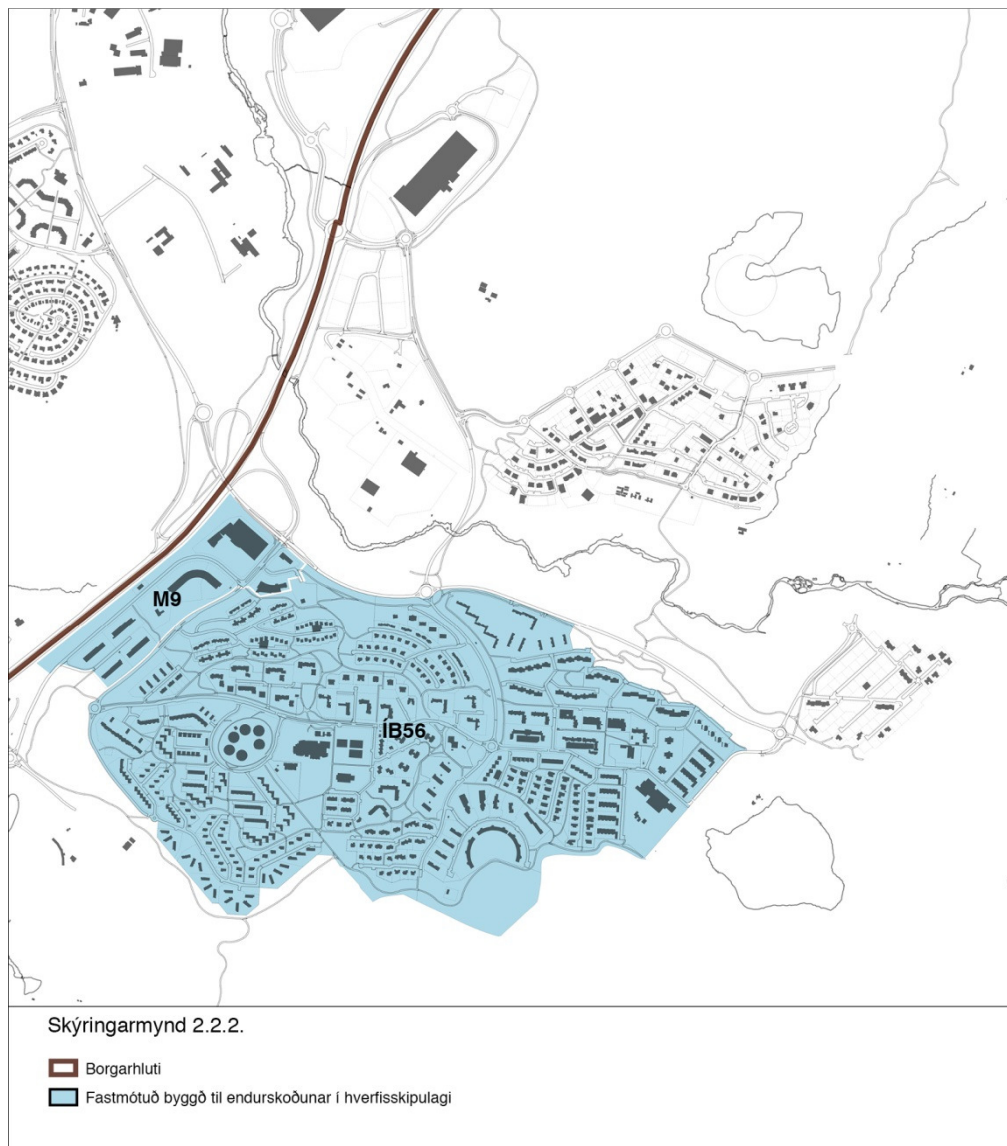 M9
ÍB56
Skýringarmynd 2.2.2.
Borgarhluti
Fastmótuð byggð til endurskoðunar í hverfisskipulagi